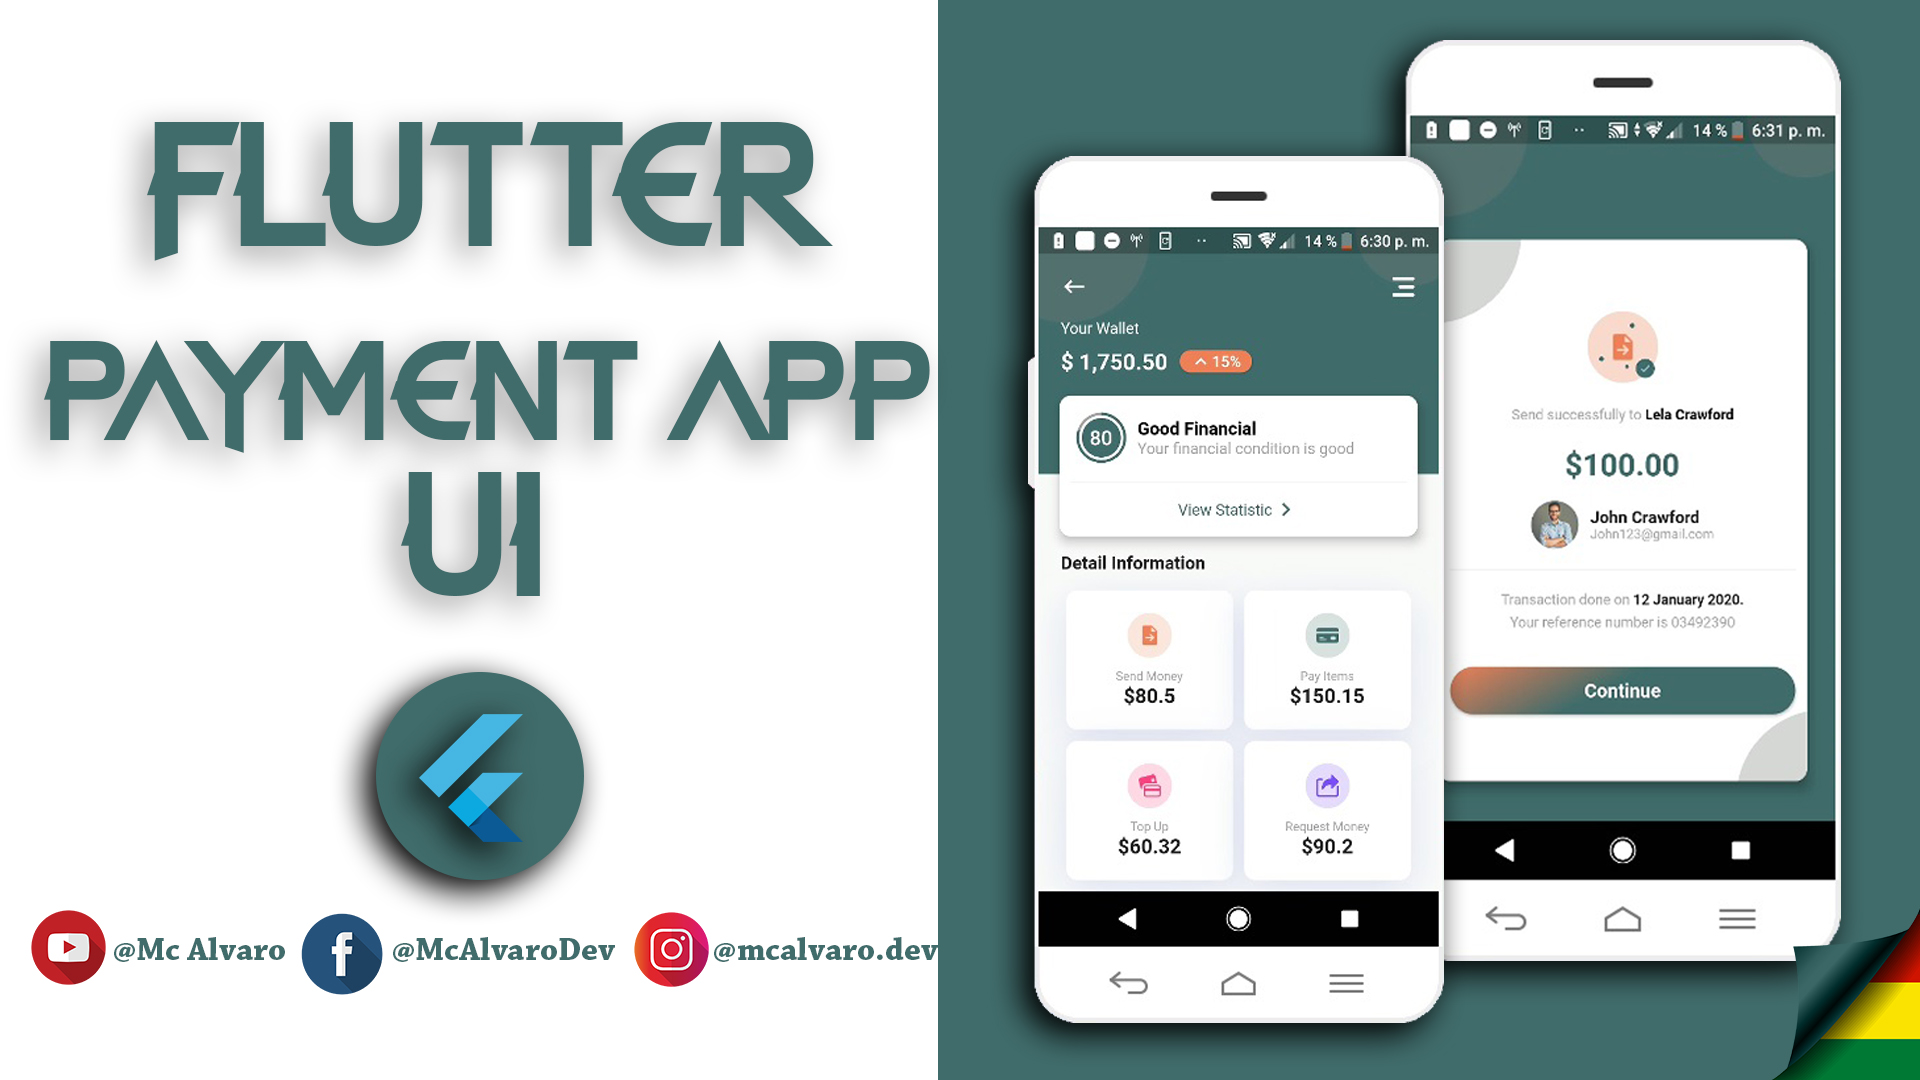 FLUTTER
PAYMENT APP
UI
@Mc Alvaro
@McAlvaroDev
@mcalvaro.dev
14 % 6:30 p. m.
Your Wallet
$ 1,750.50
15%
80
Good Financial
Your financial condition is good
View Statistic
Detail Information
Send Money
$80.5
Pay Items
$150.15
Top Up
$60.32
Request Money
$90.2
14 % 6:31 p. m.
Send successfully to Lela Crawford
$100.00
John Crawford
John123@gmail.com
Transaction done on 12 January 2020.
Your reference number is 03492390
Continue